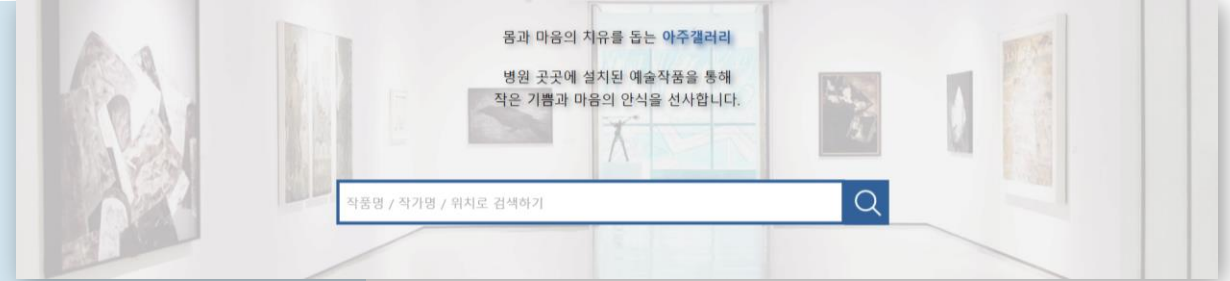 몸과 마음의 치유를 돕는 아주갤러리
병원 곳곳에 설치된 예술작품을 통해
작은 기쁨과 마음의 안식을 선사합니다.
작품명 / 작가명 / 위치로 검색하기